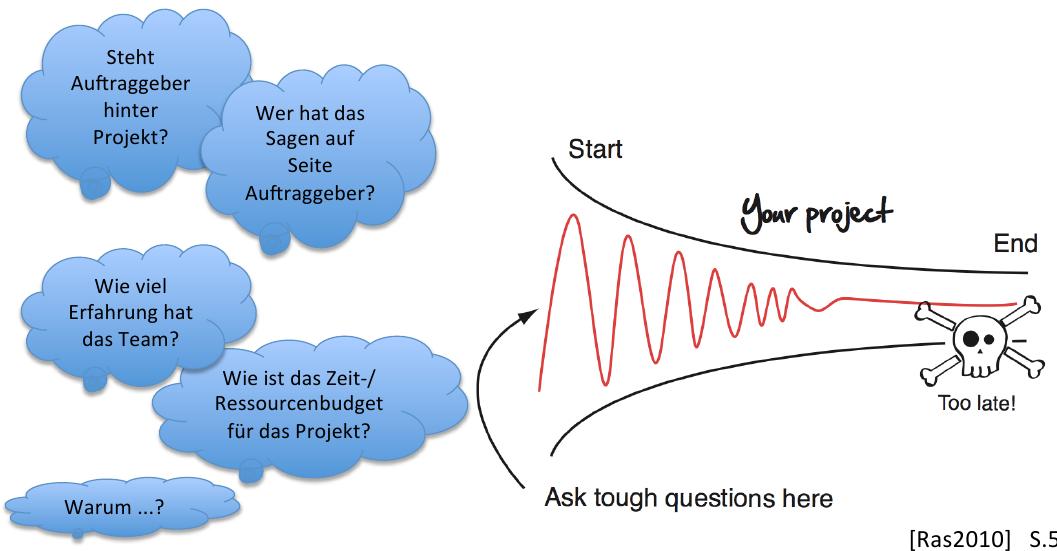 Steht
Auftraggeber
hinter
Projekt?
Wer hat das
Sagen auf
Seite
Auftraggeber?
Wie viel
Erfahrung hat
das Team?
Wie ist das Zeit-/
Ressourcenbudget
für das Projekt?
Warum ...?
Start
Your project
End
Too late!
Ask tough questions here
[Ras2010] S.5